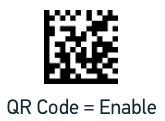 QR Code = Enable